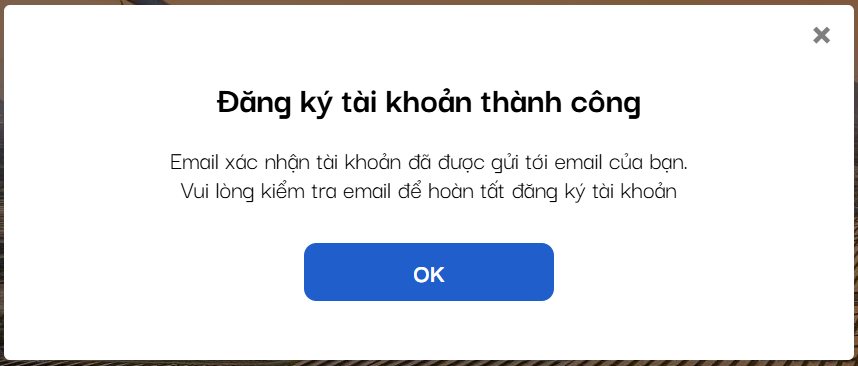 Đăng ký tài khoản thành công
Email xác nhận tài khoản đã được gửi tới email của bạn.
Vui lòng kiểm tra email để hoàn tất đăng ký tài khoản
OK